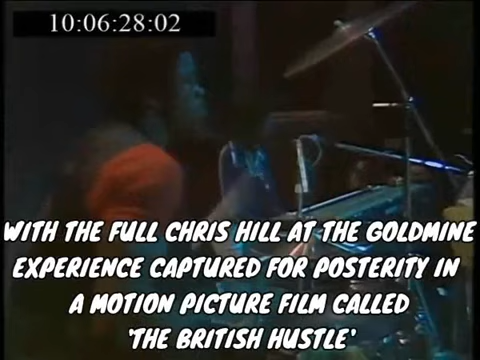 10:06:28:02
WITH THE FULL CHRIS HILL AT THE GOLDMINE
EXPERIENCE CAPTURED FOR POSTERITY IN
A MOTION PICTURE FILM CALLED
'THE BRITISH HUSTLE'